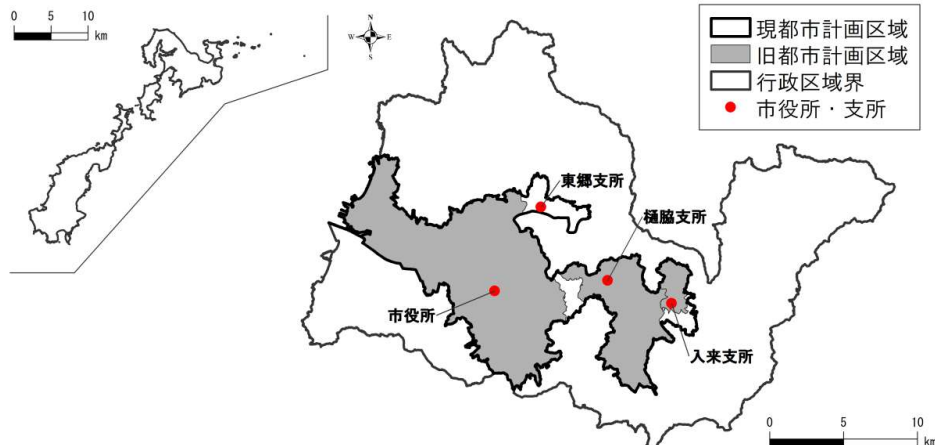 0 5 10
km
N
W E
S
現都市計画区域
旧都市計画区域
行政区域界
市役所・支所
東郷支所
樋脇支所
市役所
入来支所
0 5 10
km